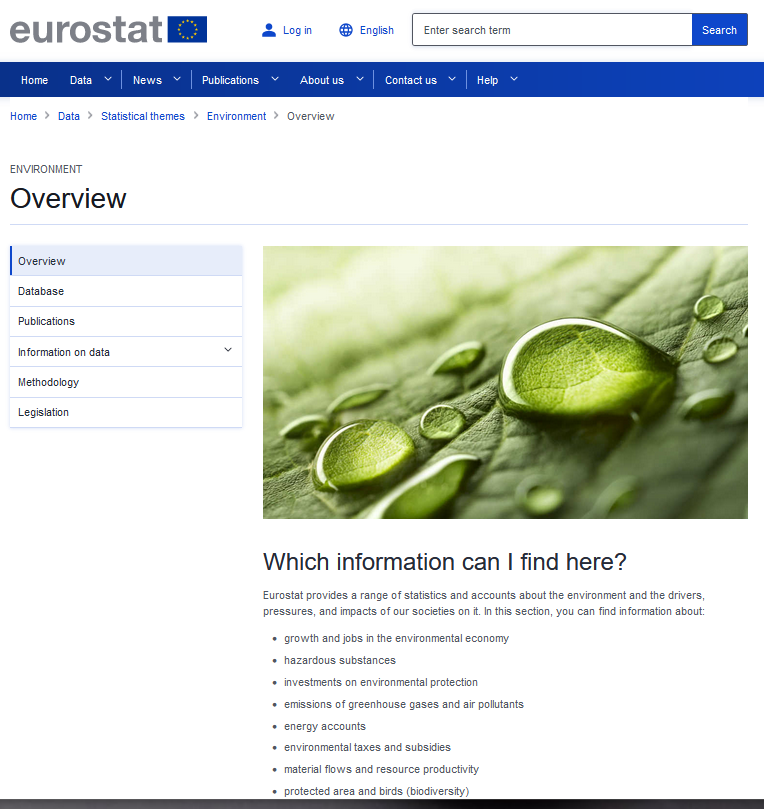 eurostat
Log in
English
Enter search term
Search
Home
Data
News
Publications
About us
Contact us
Help
Home > Data > Statistical themes > Environment > Overview
ENVIRONMENT
Overview
Overview
Database
Publications
Information on data
Methodology
Legislation
Which information can I find here?
Eurostat provides a range of statistics and accounts about the environment and the drivers,
pressures, and impacts of our societies on it. In this section, you can find information about:
• growth and jobs in the environmental economy
• hazardous substances
• investments on environmental protection
• emissions of greenhouse gases and air pollutants
• energy accounts
• environmental taxes and subsidies
• material flows and resource productivity
• protected area and birds (biodiversity)